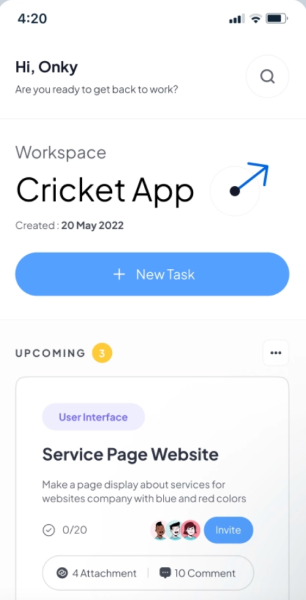 4:20
Hi, Onky
Are you ready to get back to work?
Workspace
Cricket App
Created : 20 May 2022
+ New Task
UPCOMING 3
User Interface
Service Page Website
Make a page display about services for
websites company with blue and red colors
0/20 Invite
4 Attachment 10 Comment